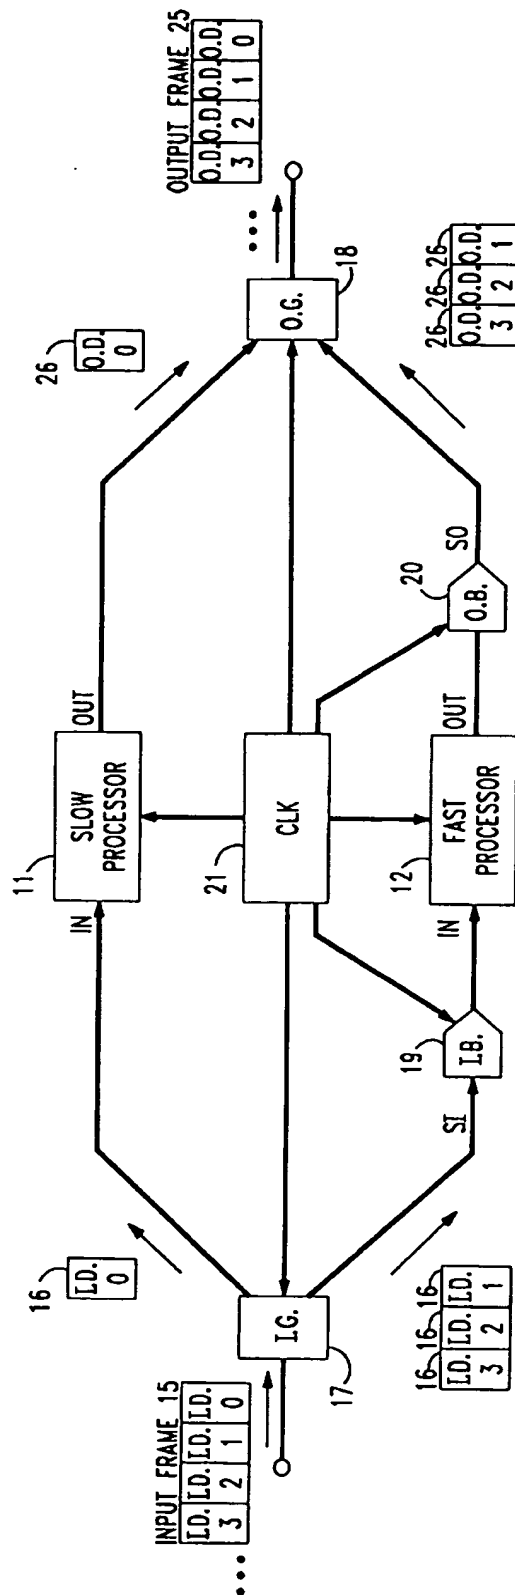 INPUT FRAME 15
I.D. I.D. I.D. I.D.
3 2 1 0
I.G.
17
16
I.D.
0
16 16 16
I.D. I.D. I.D.
3 2 1
SI
19
I.B.
IN
11
SLOW
PROCESSOR
OUT
21
CLK
IN
12
FAST
PROCESSOR
OUT
20
O.B.
SO
26
O.D.
0
26 26 26
O.D. O.D. O.D.
3 2 1
O.G.
18
OUTPUT FRAME 25
O.D. O.D. O.D. O.D.
3 2 1 0